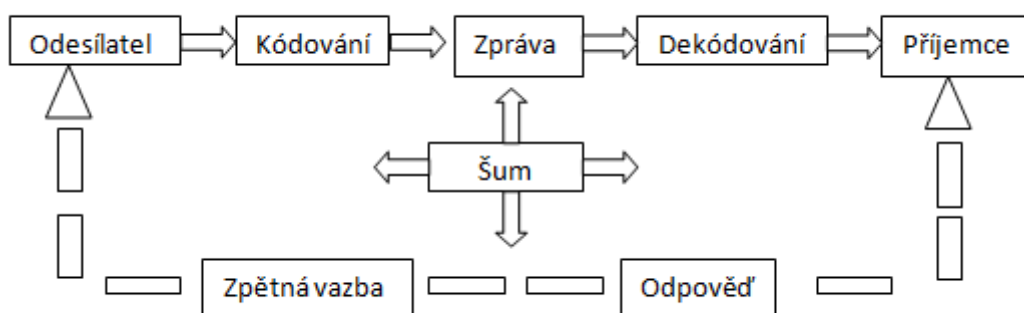 Odesílatel
Kódování
Zpráva
Dekódování
Příjemce
Šum
Zpětná vazba
Odpověď